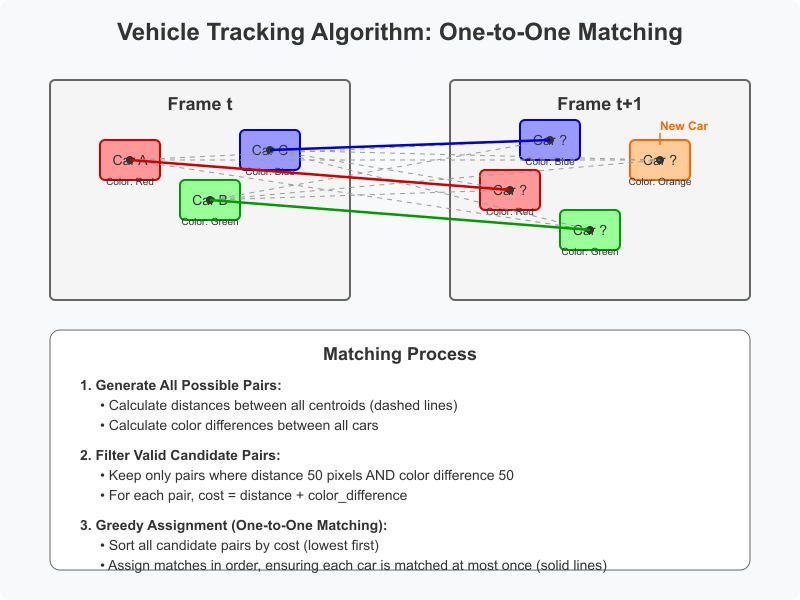 Vehicle Tracking Algorithm: One-to-One Matching
Frame t
Car A
Color: Red
Car C
Color: Blue
Car B
Color: Green
Frame t+1
New Car
Car ?
Color: Blue
Car ?
Color: Orange
Car ?
Color: Red
Car ?
Color: Green
Matching Process
1. Generate All Possible Pairs:
• Calculate distances between all centroids (dashed lines)
• Calculate color differences between all cars
2. Filter Valid Candidate Pairs:
• Keep only pairs where distance 50 pixels AND color difference 50
• For each pair, cost = distance + color_difference
3. Greedy Assignment (One-to-One Matching):
• Sort all candidate pairs by cost (lowest first)
• Assign matches in order, ensuring each car is matched at most once (solid lines)